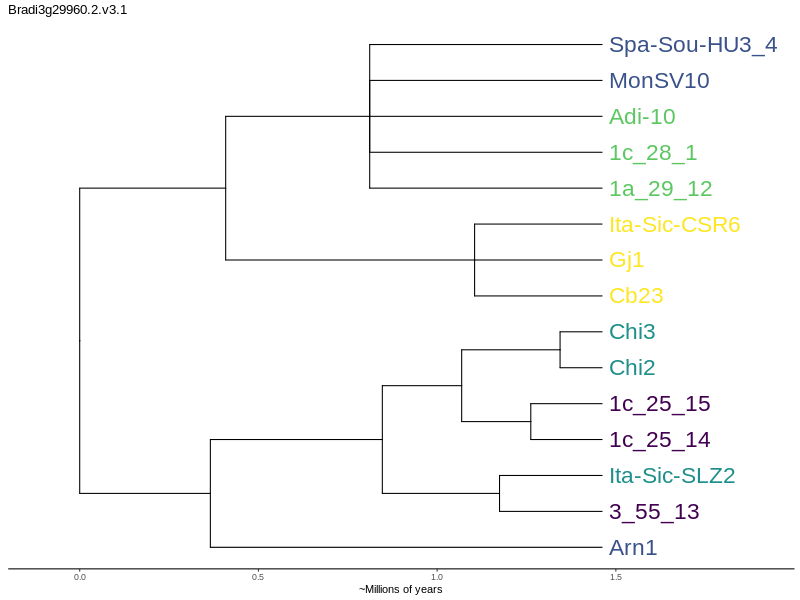 Bradi3g29960.2.v3.1
Spa-Sou-HU3_4
MonSV10
Adi-10
1c_28_1
1a_29_12
Ita-Sic-CSR6
Gj1
Cb23
Chi3
Chi2
1c_25_15
1c_25_14
Ita-Sic-SLZ2
3_55_13
Arn1
0.0 0.5 1.0 1.5
~Millions of years